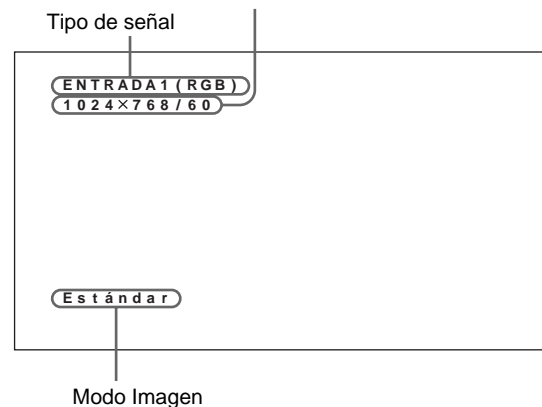 Tipo de señal
ENTRADA1(RGB)
1024×768/60
Estándar
Modo Imagen